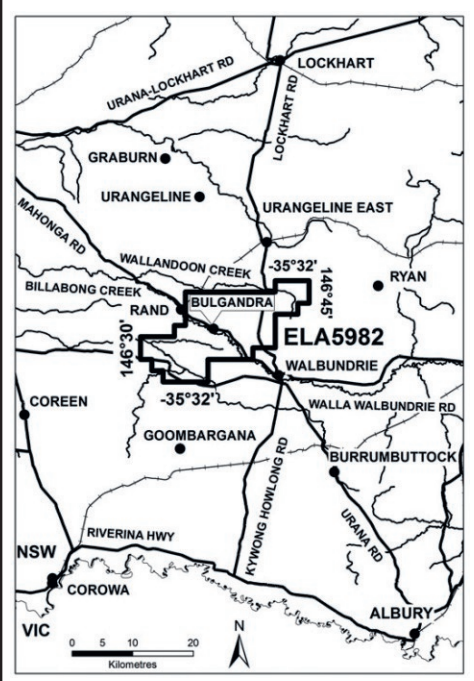 LOCKHART
URANA-LOCKHART RD
LOCKHART RD
GRABURN
URANGELINE
MAHONGA RD
URANGELINE EAST
WALLANDOON CREEK
-35°32'
146°45'
RYAN
BILLABONG CREEK
RAND
BULGANDRA
146°30'
ELA5982
WALBUNDRIE
-35°32'
COREEN
WALLA WALBUNDRIE RD
GOOMBARGANA
BURRUMBUTTOCK
KYWONG HOWLONG RD
URANA RD
RIVERINA HWY
NSW
COROWA
ALBURY
VIC
N
0 5 10 20
Kilometres